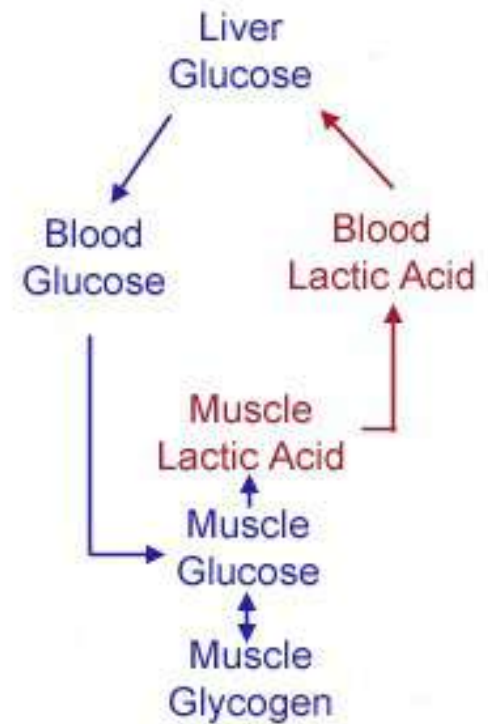 Liver
Glucose
Blood
Glucose
Blood
Lactic Acid
Muscle
Lactic Acid
Muscle
Glucose
Muscle
Glycogen